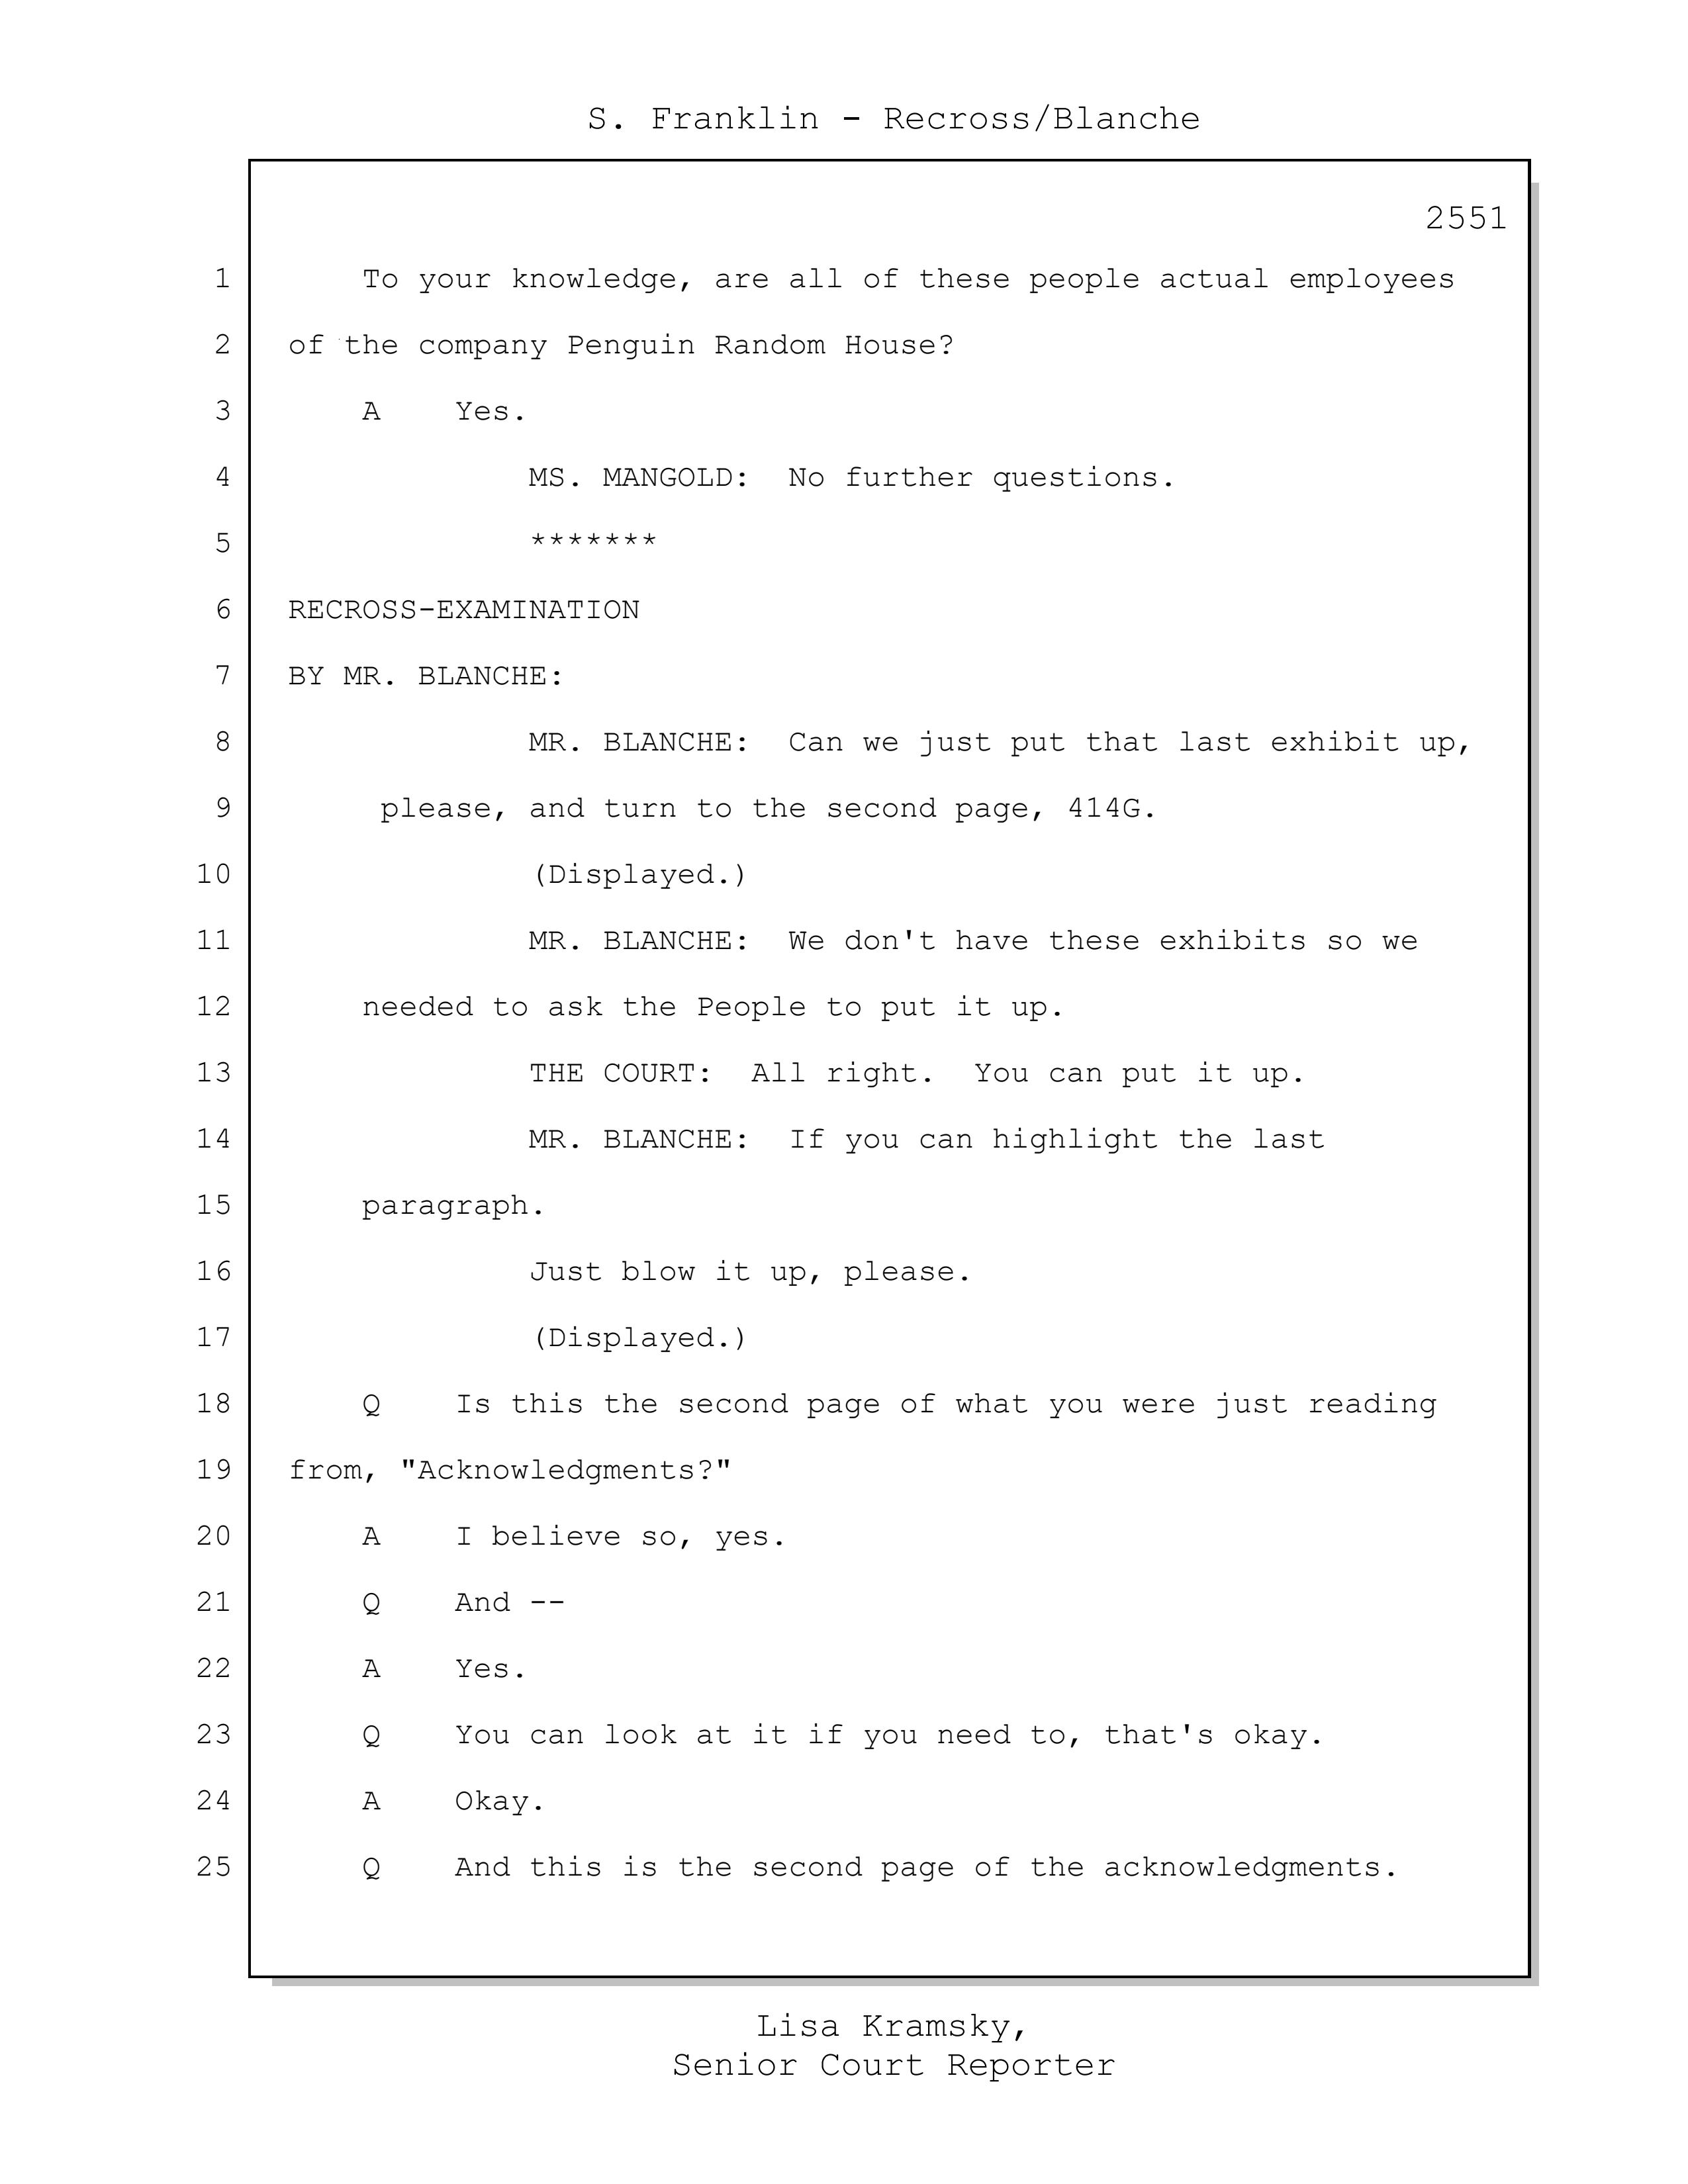 S. Franklin - Recross/Blanche
2551
1 To your knowledge, are all of these people actual employees
2 of the company Penguin Random House?
3 A Yes.
4 MS. MANGOLD: No further questions.
5 *******
6 RECROSS-EXAMINATION
7 BY MR. BLANCHE:
8 MR. BLANCHE: Can we just put that last exhibit up,
9 please, and turn to the second page, 414G.
10 (Displayed.)
11 MR. BLANCHE: We don't have these exhibits so we
12 needed to ask the People to put it up.
13 THE COURT: All right. You can put it up.
14 MR. BLANCHE: If you can highlight the last
15 paragraph.
16 Just blow it up, please.
17 (Displayed.)
18 Q Is this the second page of what you were just reading
19 from, "Acknowledgments?"
20 A I believe so, yes.
21 Q And --
22 A Yes.
23 Q You can look at it if you need to, that's okay.
24 A Okay.
25 Q And this is the second page of the acknowledgments.
Lisa Kramsky,
Senior Court Reporter